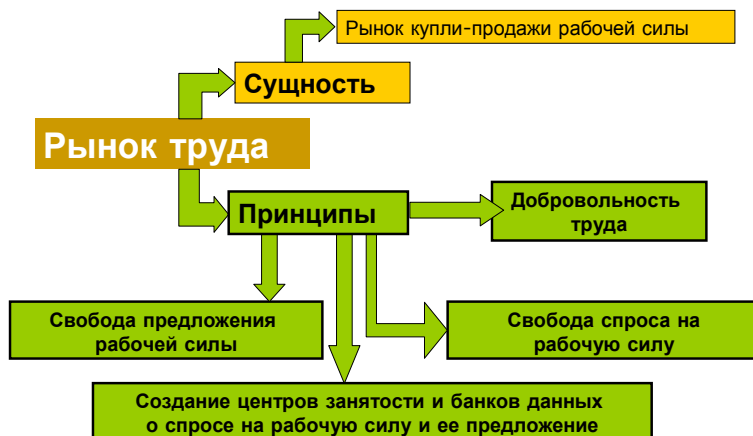 Рынок купли-продажи рабочей силы
Сущность
Рынок труда
Принципы
Добровольность
труда
Свобода предложения
рабочей силы
Свобода спроса на
рабочую силу
Создание центров занятости и банков данных
о спросе на рабочую силу и ее предложение